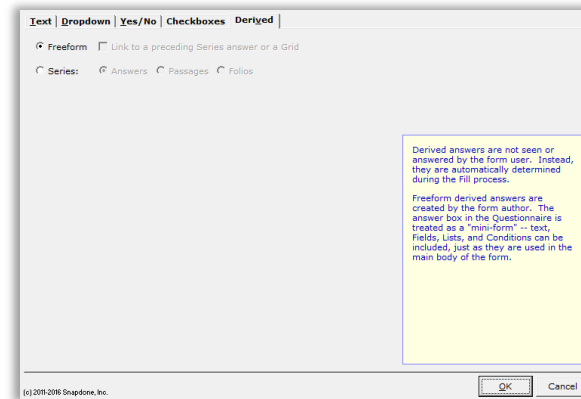 Text | Dropdown | Yes/No | Checkboxes | Derived |
Freeform Link to a preceding Series answer or a Grid
Series: Answers Passages Folios
Derived answers are not seen or
answered by the form user. Instead,
they are automatically determined
during the Fill process.
Freeform derived answers are
created by the form author. The
answer box in the Questionnaire is
treated as a "mini-form" -- text,
Fields, Lists, and Conditions can be
included, just as they are used in the
main body of the form.
(c) 2011-2016 Snapdone, Inc.
OK Cancel